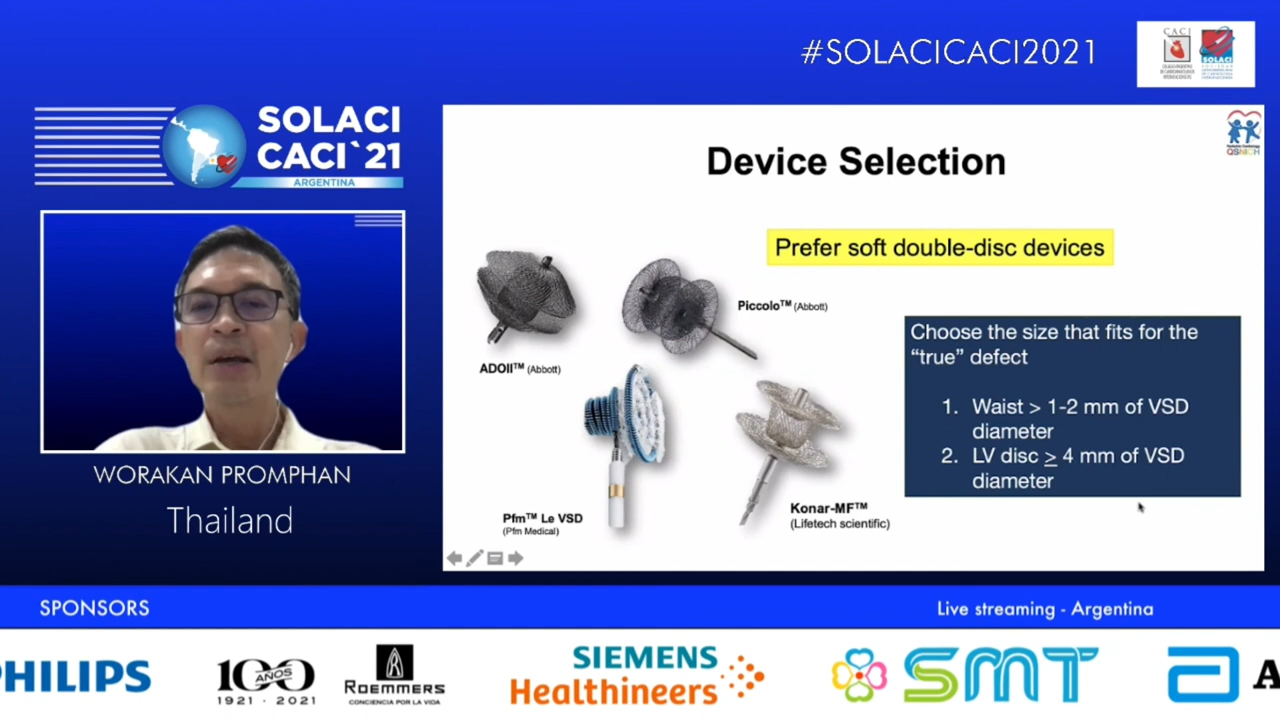 #SOLACICACI2021
CACI
SOLACI
SOLACI
CACI`21
ARGENTINA
QSNICH
Device Selection
Prefer soft double-disc devices
Piccolo™ (Abbott)
ADOII™ (Abbott)
Choose the size that fits for the
“true” defect
1. Waist > 1-2 mm of VSD
diameter
2. LV disc ≥ 4 mm of VSD
diameter
Pfm™ Le VSD
(Pfm Medical)
Konar-MF™
(Lifetech scientific)
WORAKAN PROMPHAN
Thailand
SPONSORS
Live streaming - Argentina
PHILIPS
100
AÑOS
1921 · 2021
ROEMMERS
CONCIENCIA POR LA VIDA
SIEMENS
Healthineers
SMT
A